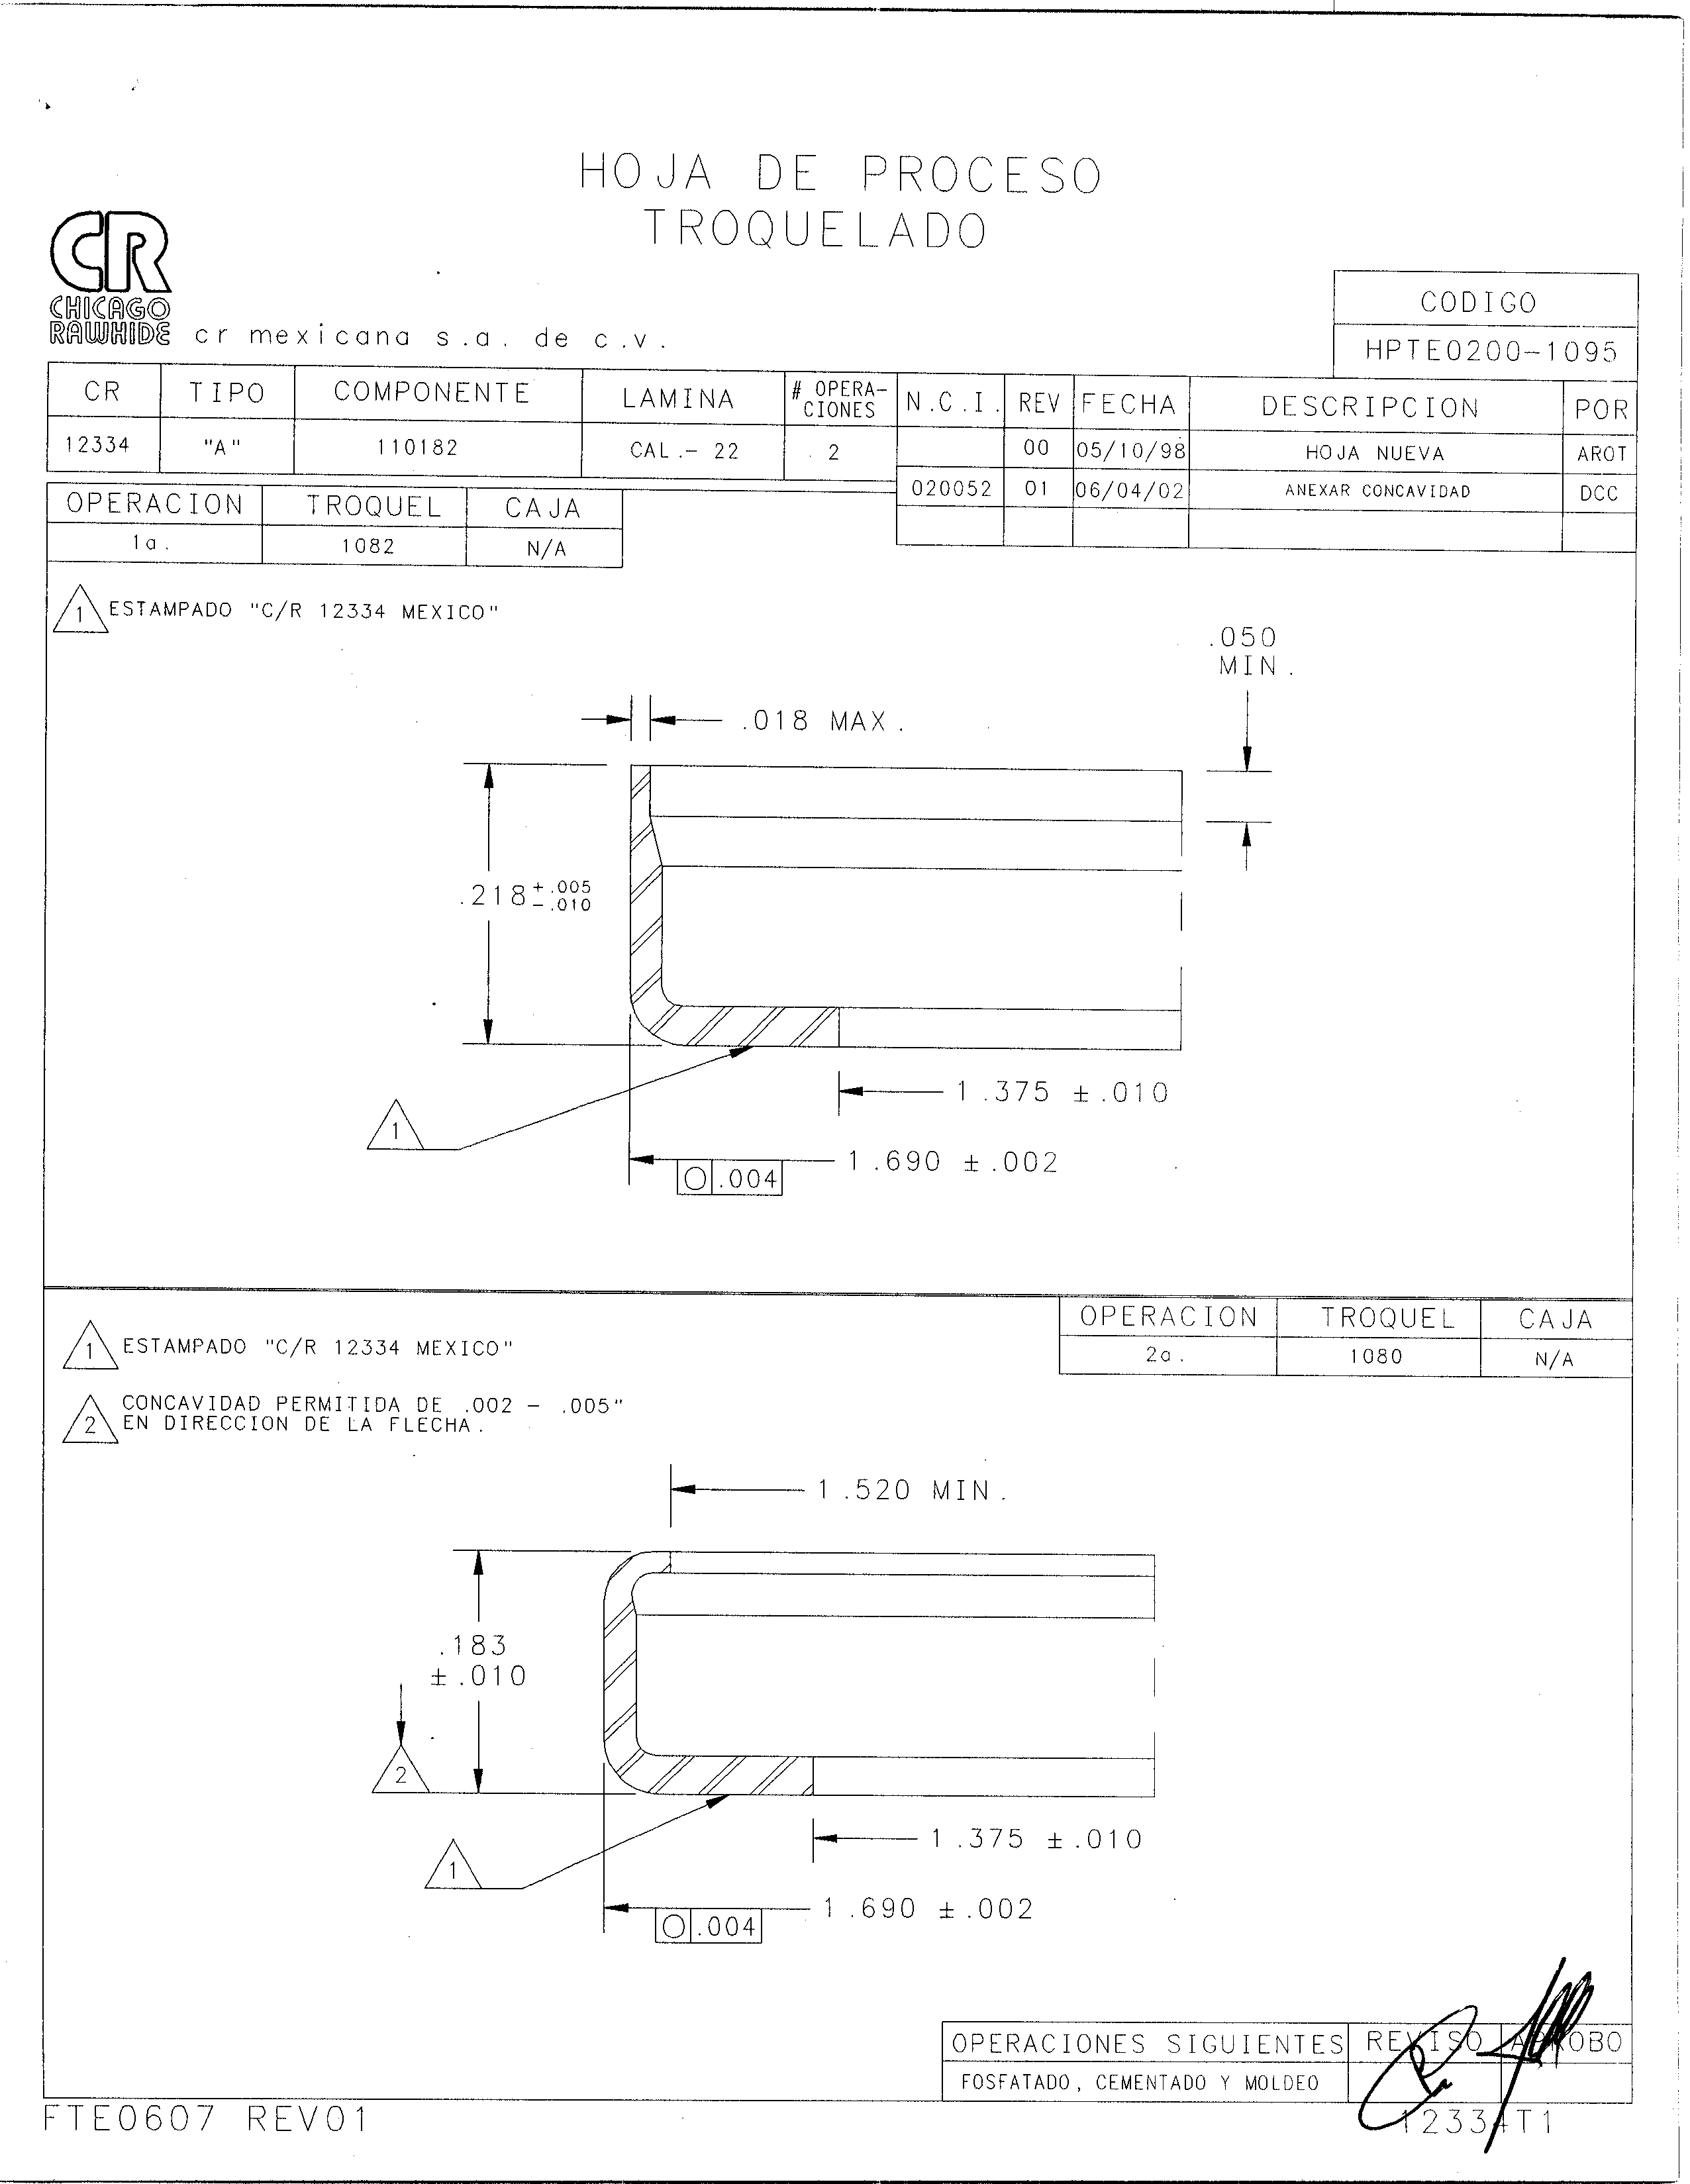 HOJA DE PROCESO
TROQUELADO
CR
CHICAGO
RAWHIDE
cr mexicana s.a. de c.v.
CODIGO
HPTE0200-1095
CR TIPO COMPONENTE LAMINA # OPERA-CIONES N.C.I. REV FECHA DESCRIPCION POR
12334 "A" 110182 CAL.- 22 2 00 05/10/98 HOJA NUEVA AROT
020052 01 06/04/02 ANEXAR CONCAVIDAD DCC
OPERACION TROQUEL CAJA
1a. 1082 N/A
1 ESTAMPADO "C/R 12334 MEXICO"
.050
MIN.
.018 MAX.
.218 +.005 -.010
1.375 ±.010
1
1.690 ±.002
○ .004
OPERACION TROQUEL CAJA
2a. 1080 N/A
1 ESTAMPADO "C/R 12334 MEXICO"
2 CONCAVIDAD PERMITIDA DE .002 - .005"
EN DIRECCION DE LA FLECHA.
1.520 MIN.
.183
±.010
2
1.375 ±.010
1
1.690 ±.002
○ .004
OPERACIONES SIGUIENTES REVISO APROBO
FOSFATADO, CEMENTADO Y MOLDEO
FTE0607 REV01
12334T1